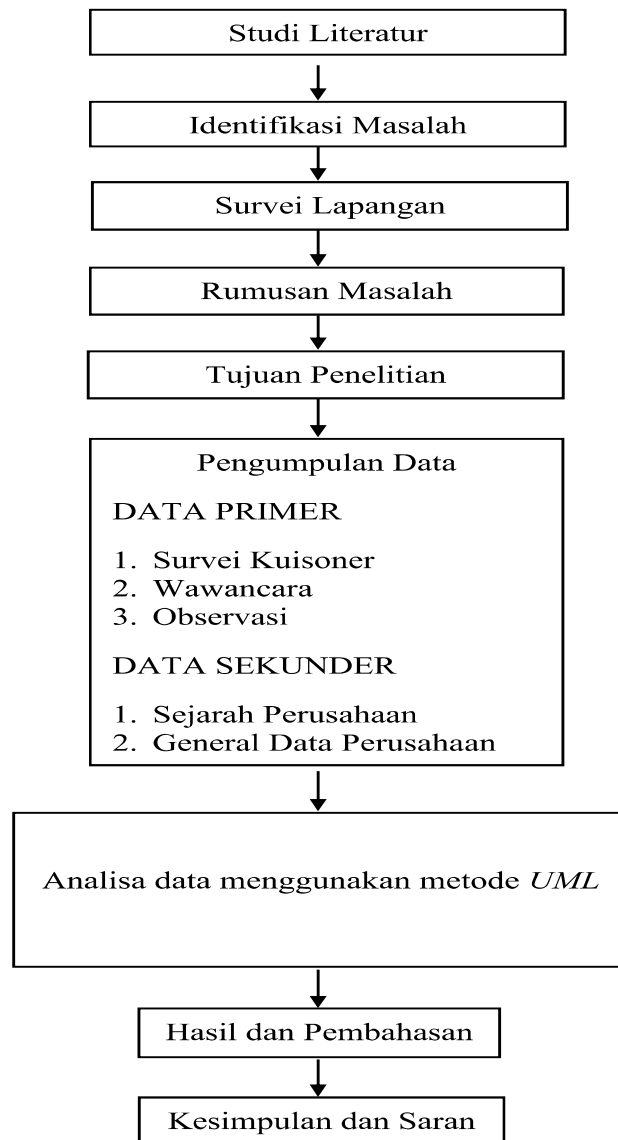 Studi Literatur
Identifikasi Masalah
Survei Lapangan
Rumusan Masalah
Tujuan Penelitian
Pengumpulan Data
DATA PRIMER
1. Survei Kuisoner
2. Wawancara
3. Observasi
DATA SEKUNDER
1. Sejarah Perusahaan
2. General Data Perusahaan
Analisa data menggunakan metode UML
Hasil dan Pembahasan
Kesimpulan dan Saran